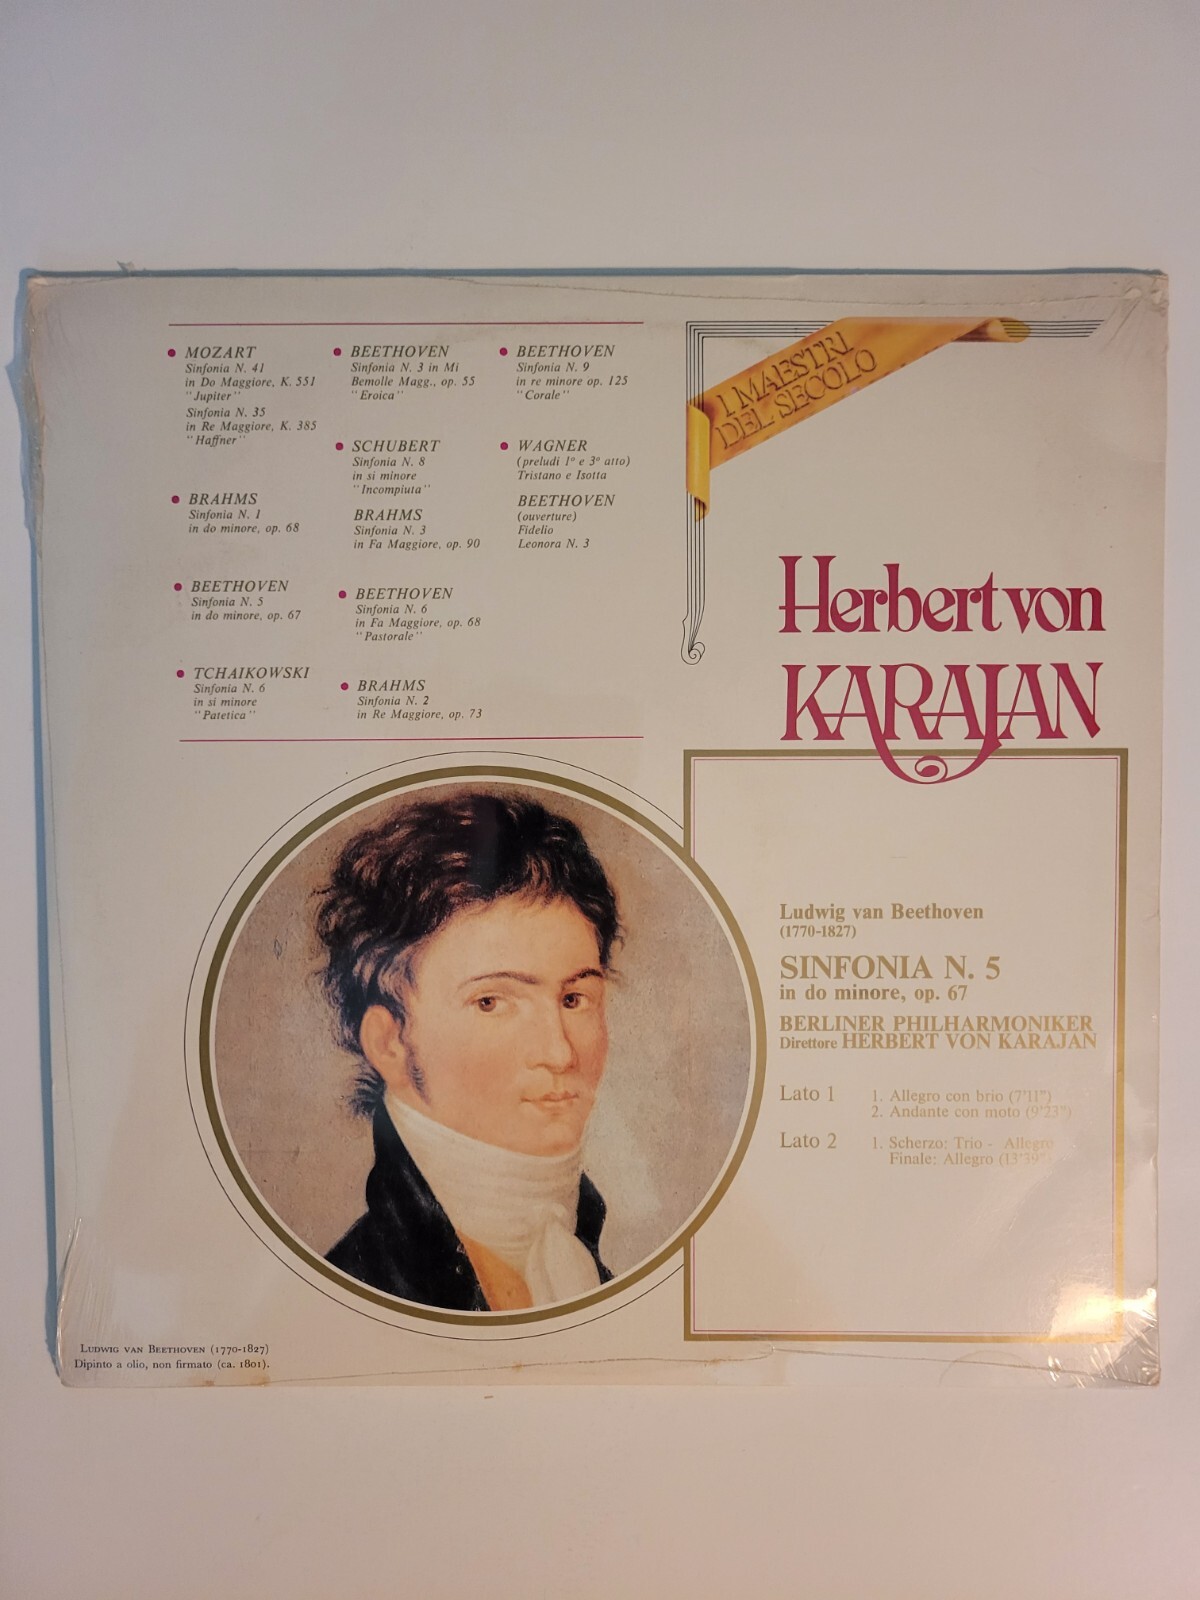 MOZART
Sinfonia N. 41
in Do Maggiore, K. 551
"Jupiter"
Sinfonia N. 35
in Re Maggiore, K. 385
"Haffner"
BRAHMS
Sinfonia N. 1
in do minore, op. 68
BEETHOVEN
Sinfonia N. 5
in do minore, op. 67
TCHAIKOWSKI
Sinfonia N. 6
in si minore
"Patetica"
BEETHOVEN
Sinfonia N. 3 in Mi
Bemolle Magg., op. 55
"Eroica"
SCHUBERT
Sinfonia N. 8
in si minore
"Incompiuta"
BRAHMS
Sinfonia N. 3
in Fa Maggiore, op. 90
BEETHOVEN
Sinfonia N. 6
in Fa Maggiore, op. 68
"Pastorale"
BRAHMS
Sinfonia N. 2
in Re Maggiore, op. 73
BEETHOVEN
Sinfonia N. 9
in re minore op. 125
"Corale"
WAGNER
(preludi 1º e 3º atto)
Tristano e Isotta
BEETHOVEN
(ouverture)
Fidelio
Leonora N. 3
I MAESTRI
DEL SECOLO
Herbert von
KARAJAN
Ludwig van Beethoven
(1770-1827)
SINFONIA N. 5
in do minore, op. 67
BERLINER PHILHARMONIKER
Direttore HERBERT VON KARAJAN
Lato 1 1. Allegro con brio (7'11")
2. Andante con moto (9'23")
Lato 2 1. Scherzo: Trio - Allegro
Finale: Allegro (13'39")
LUDWIG VAN BEETHOVEN (1770-1827)
Dipinto a olio, non firmato (ca. 1801).